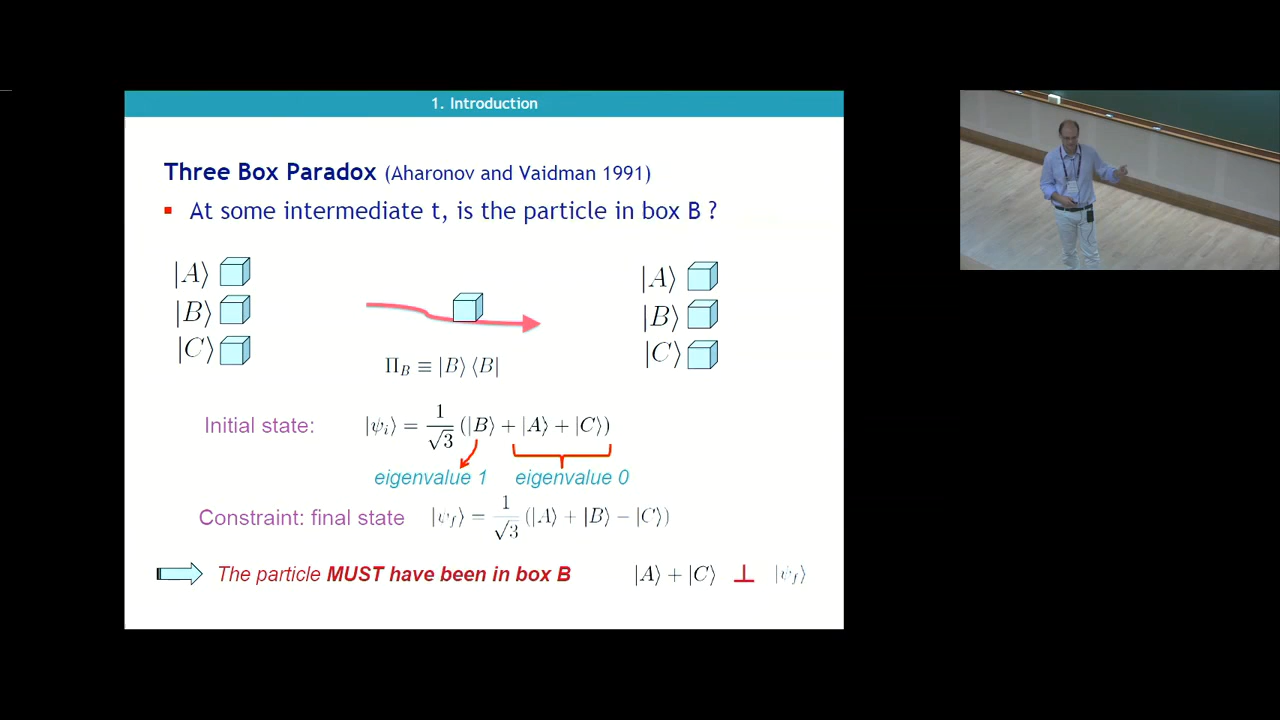 1. Introduction
Three Box Paradox (Aharonov and Vaidman 1991)
▪ At some intermediate t, is the particle in box B ?
|A⟩ |A⟩
|B⟩ |B⟩
|C⟩ |C⟩
Π_B ≡ |B⟩ ⟨B|
Initial state: |ψ_i⟩ = 1/√3 (|B⟩ + |A⟩ + |C⟩)
eigenvalue 1 eigenvalue 0
Constraint: final state |ψ_f⟩ = 1/√3 (|A⟩ + |B⟩ − |C⟩)
The particle MUST have been in box B |A⟩ + |C⟩ ⊥ |ψ_f⟩